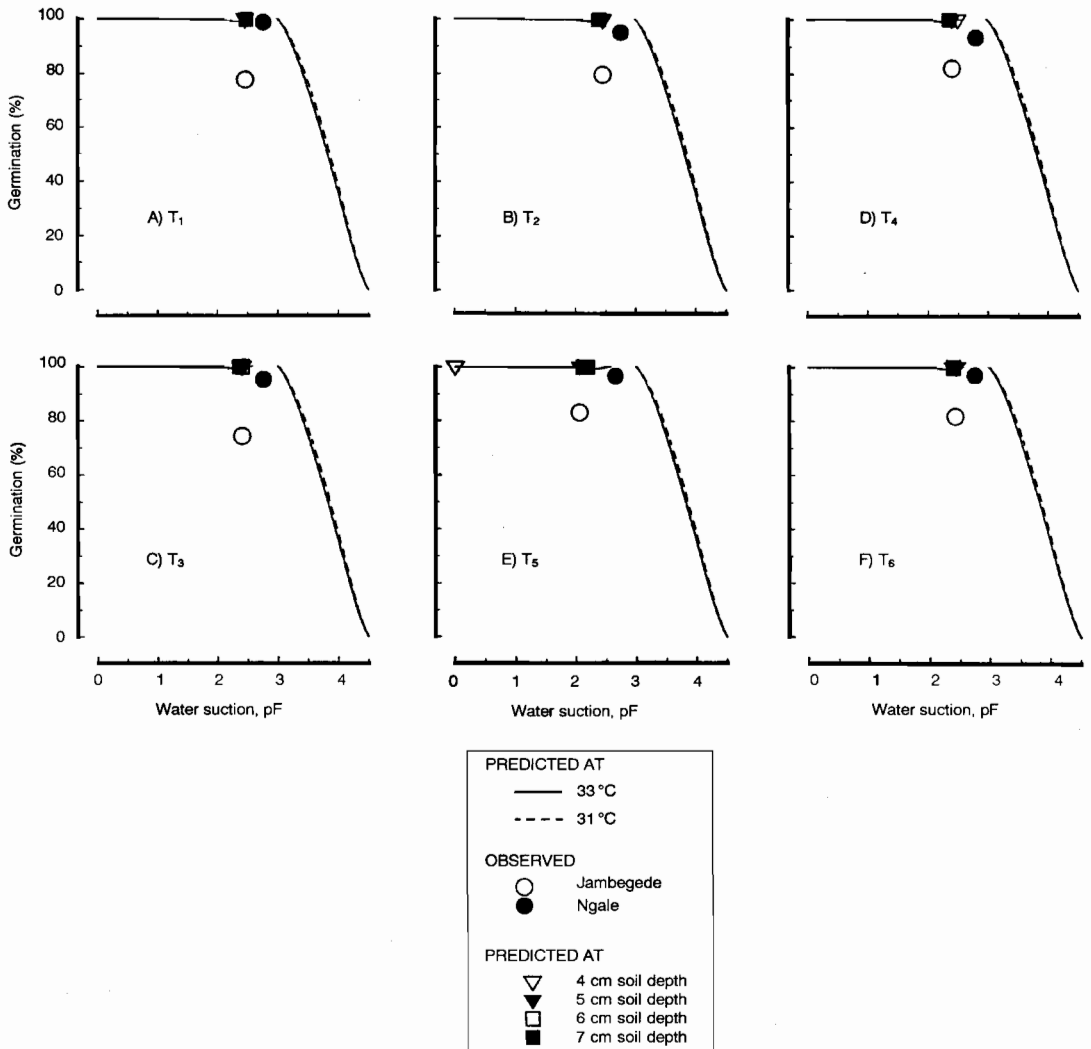 100
80
60
40
20
0
Germination (%)
A) T₁
B) T₂
D) T₄
100
80
60
40
20
0
Germination (%)
C) T₃
E) T₅
F) T₆
0 1 2 3 4
0 1 2 3 4
0 1 2 3 4
Water suction, pF
Water suction, pF
Water suction, pF
PREDICTED AT
33 °C
31 °C
OBSERVED
Jambegede
Ngale
PREDICTED AT
4 cm soil depth
5 cm soil depth
6 cm soil depth
7 cm soil depth